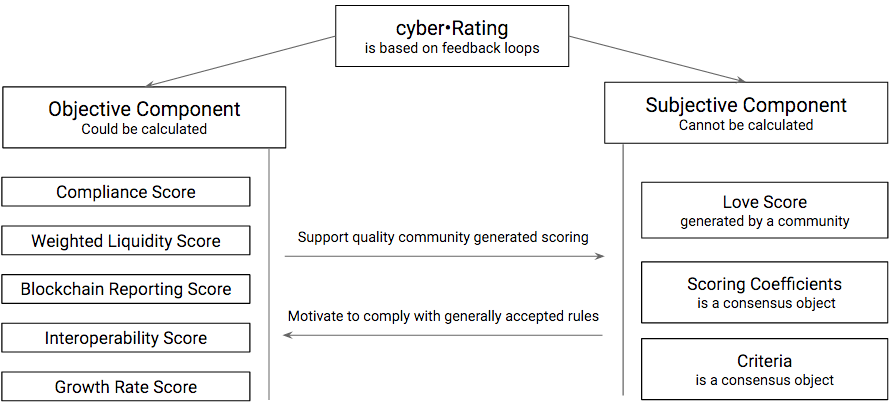 cyber•Rating
is based on feedback loops
Objective Component
Could be calculated
Subjective Component
Cannot be calculated
Compliance Score
Weighted Liquidity Score
Blockchain Reporting Score
Interoperability Score
Growth Rate Score
Support quality community generated scoring
Motivate to comply with generally accepted rules
Love Score
generated by a community
Scoring Coefficients
is a consensus object
Criteria
is a consensus object